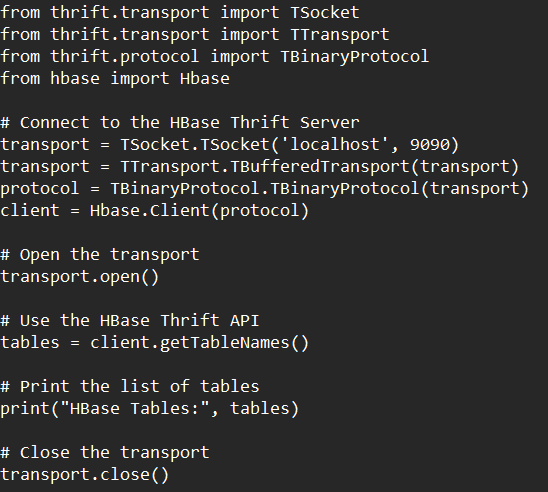 from thrift.transport import TSocket
from thrift.transport import TTransport
from thrift.protocol import TBinaryProtocol
from hbase import Hbase

# Connect to the HBase Thrift Server
transport = TSocket.TSocket('localhost', 9090)
transport = TTransport.TBufferedTransport(transport)
protocol = TBinaryProtocol.TBinaryProtocol(transport)
client = Hbase.Client(protocol)

# Open the transport
transport.open()

# Use the HBase Thrift API
tables = client.getTableNames()

# Print the list of tables
print("HBase Tables:", tables)

# Close the transport
transport.close()